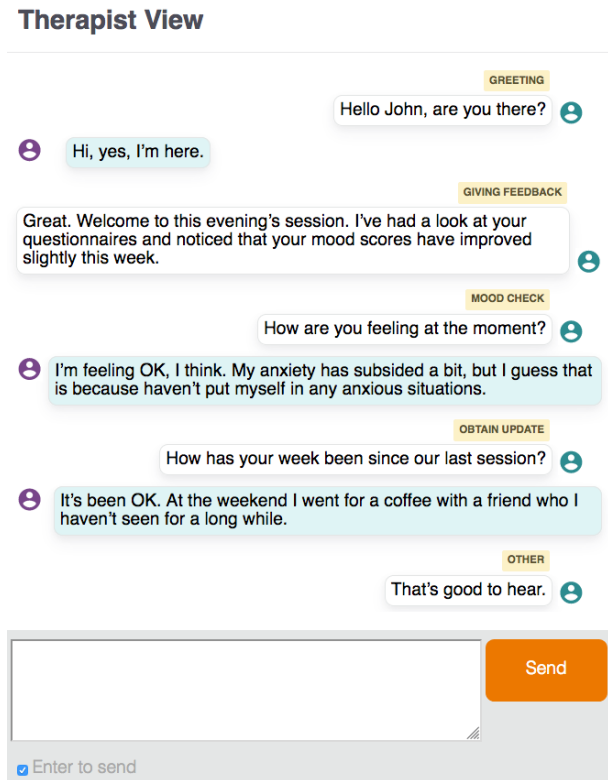 Therapist View
GREETING
Hello John, are you there?
Hi, yes, I’m here.
GIVING FEEDBACK
Great. Welcome to this evening’s session. I’ve had a look at your
questionnaires and noticed that your mood scores have improved
slightly this week.
MOOD CHECK
How are you feeling at the moment?
I’m feeling OK, I think. My anxiety has subsided a bit, but I guess that
is because haven’t put myself in any anxious situations.
OBTAIN UPDATE
How has your week been since our last session?
It’s been OK. At the weekend I went for a coffee with a friend who I
haven’t seen for a long while.
OTHER
That’s good to hear.
Send
Enter to send